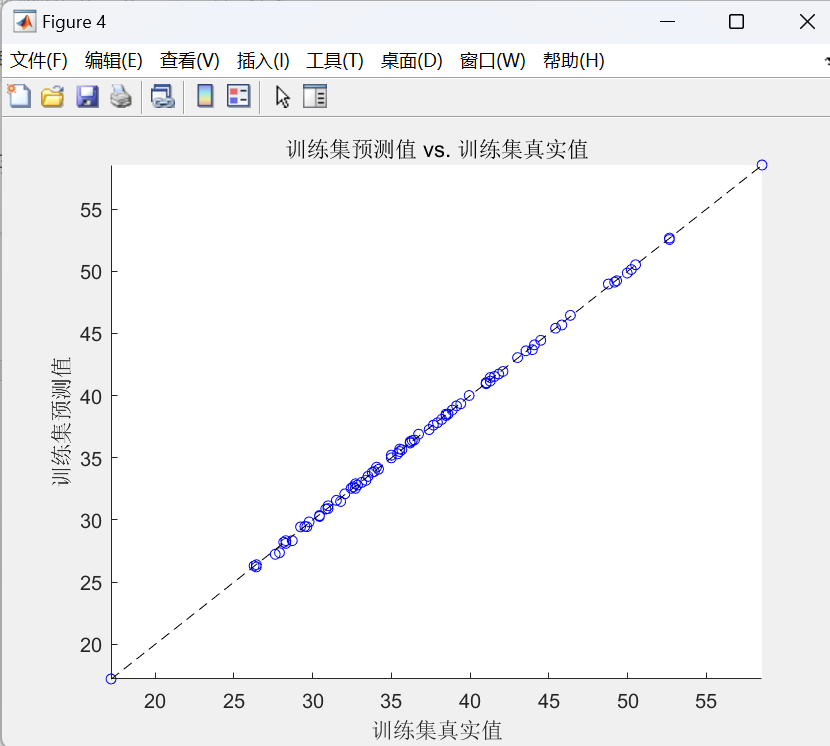 Figure 4
文件(F) 编辑(E) 查看(V) 插入(I) 工具(T) 桌面(D) 窗口(W) 帮助(H)
训练集预测值 vs. 训练集真实值
55
50
45
40
35
30
25
20
训练集预测值
20 25 30 35 40 45 50 55
训练集真实值